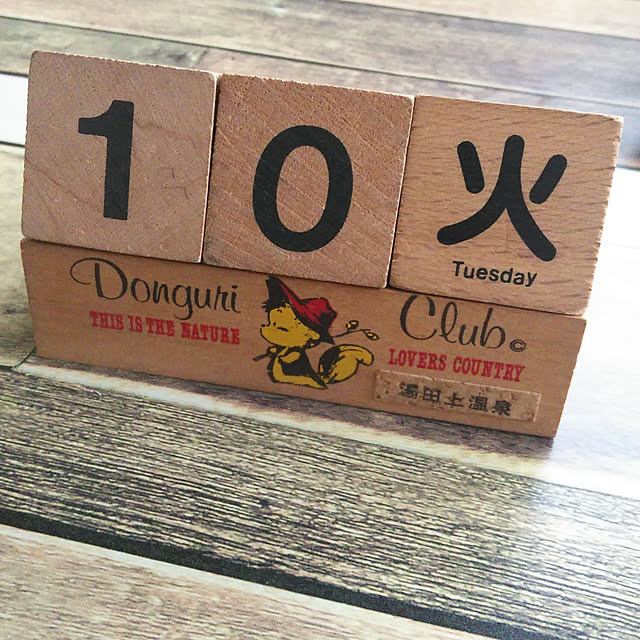 10火
Tuesday
Donguri Club©
THIS IS THE NATURE LOVERS COUNTRY
湯田上温泉